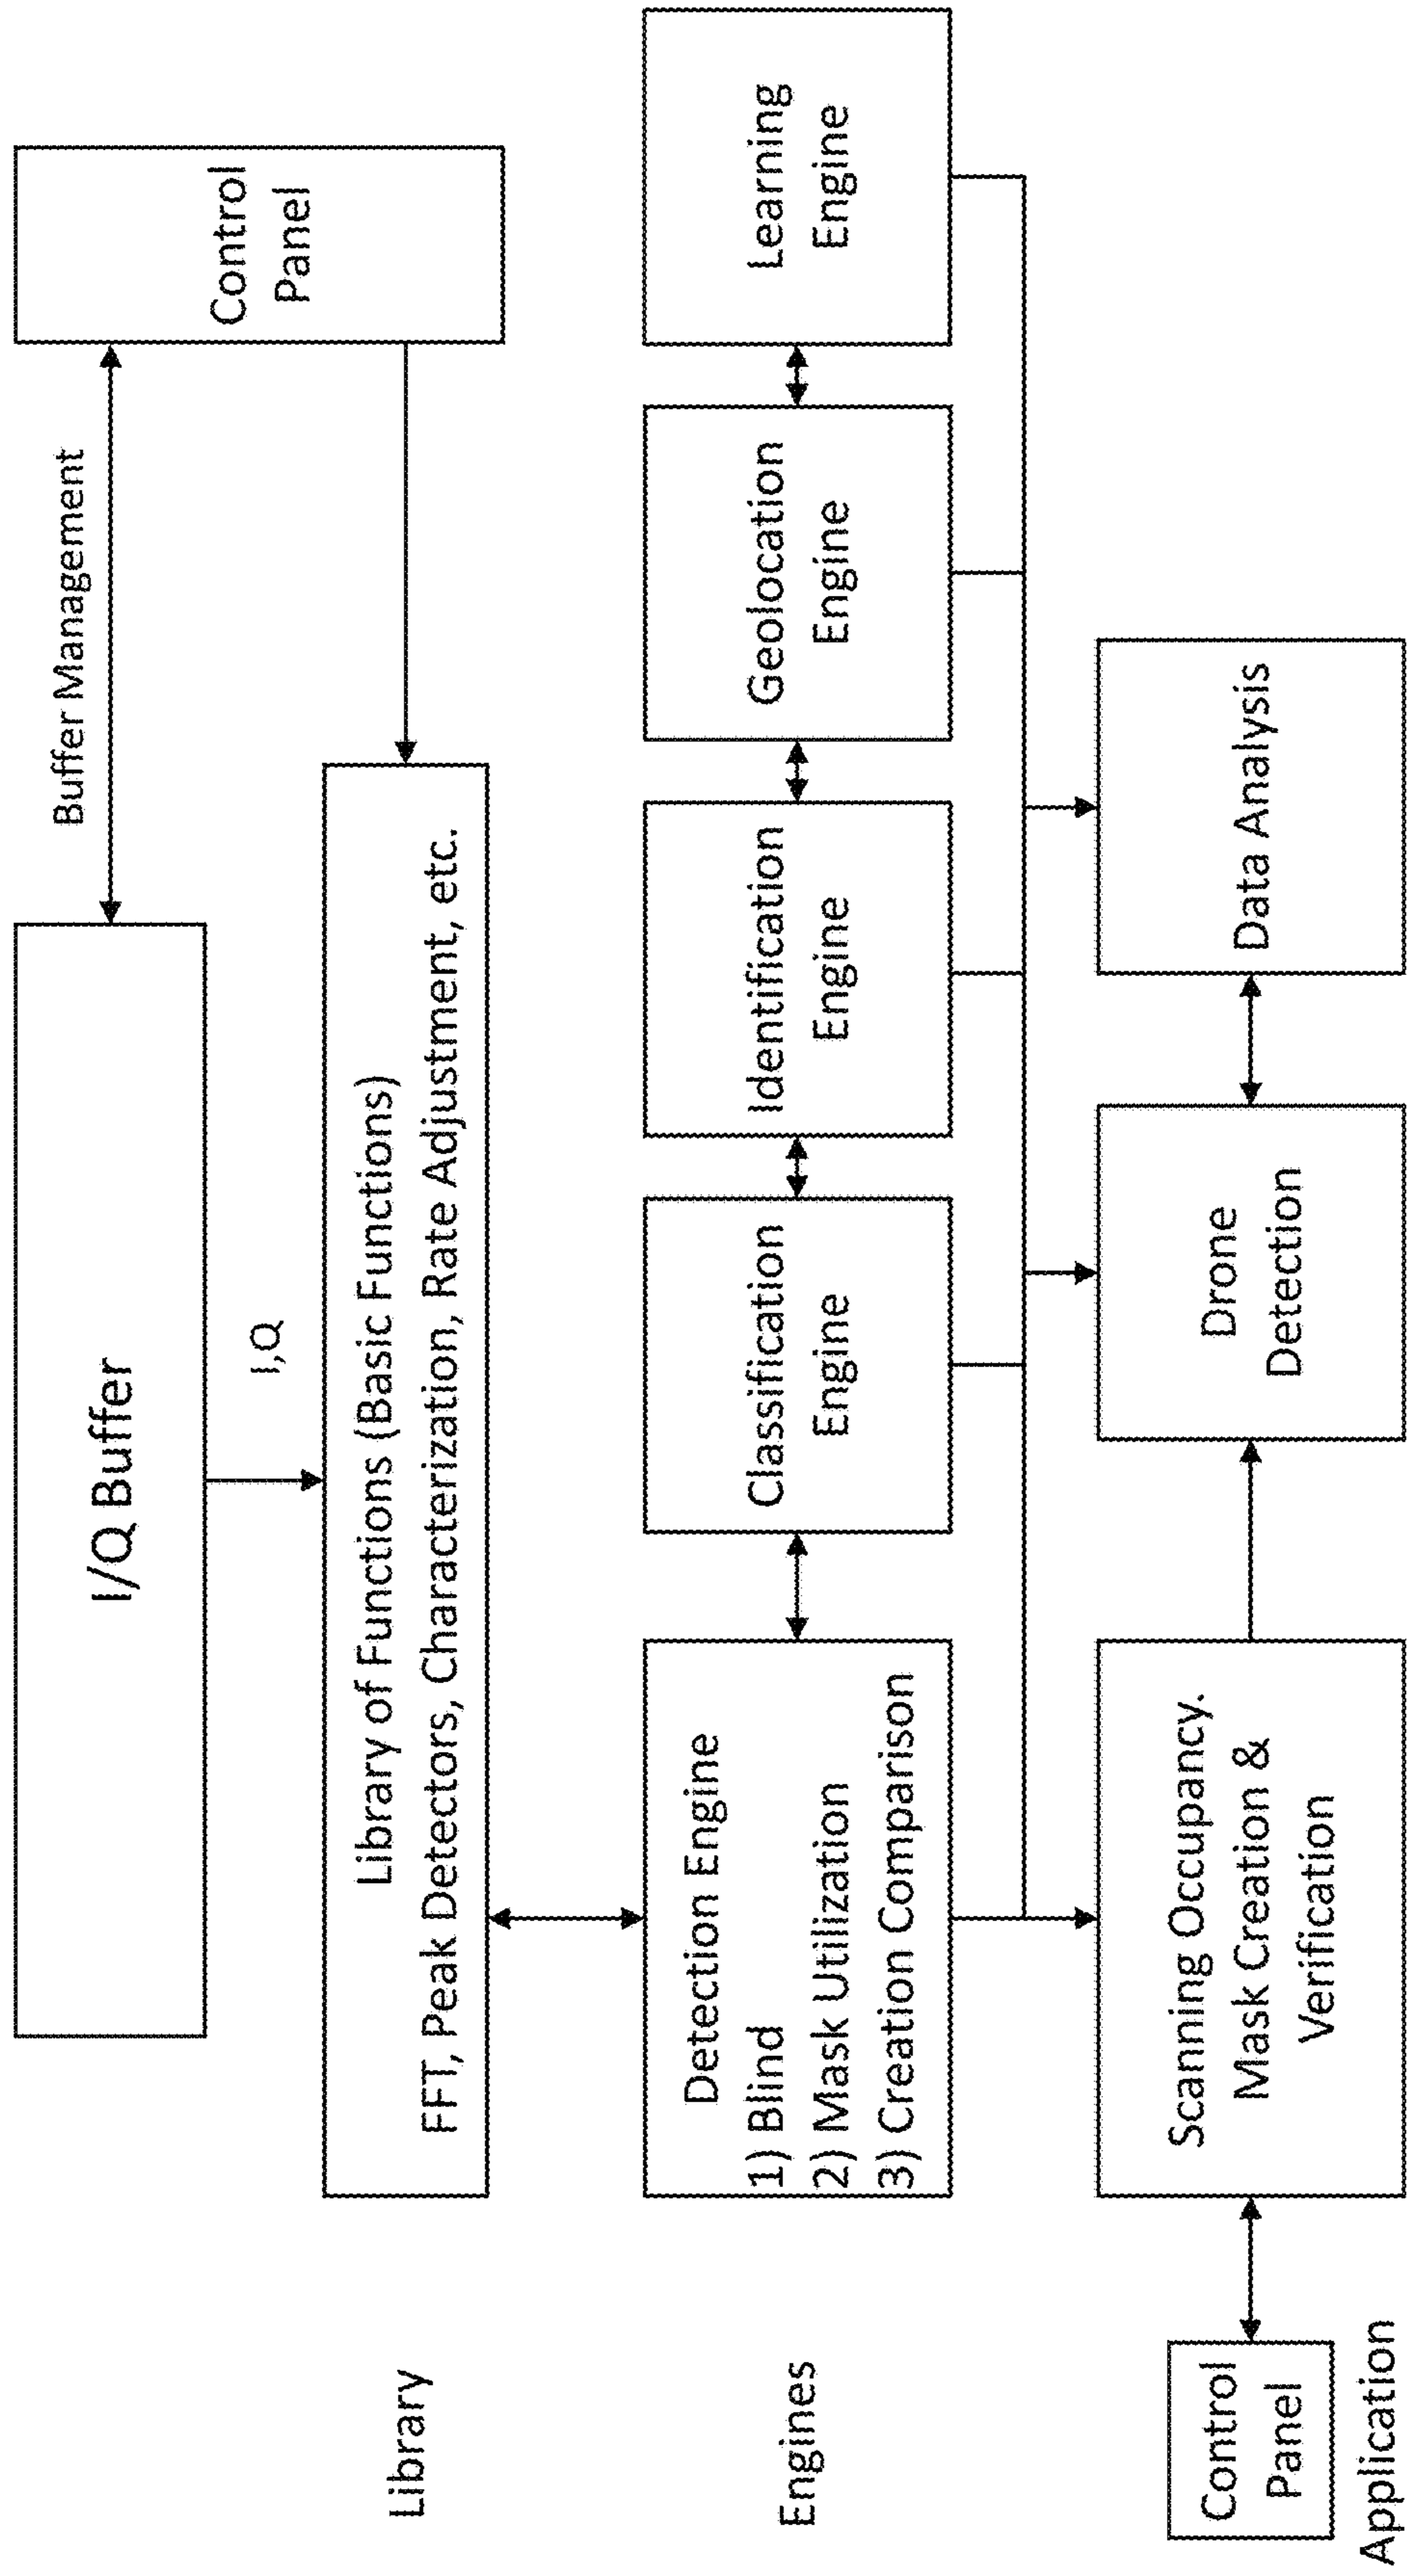 I/Q Buffer
Buffer Management
Control
Panel
I,Q
Library
Library of Functions (Basic Functions)
FFT, Peak Detectors, Characterization, Rate Adjustment, etc.
Engines
Detection Engine
1) Blind
2) Mask Utilization
3) Creation Comparison
Classification
Engine
Identification
Engine
Geolocation
Engine
Learning
Engine
Control
Panel
Application
Scanning Occupancy.
Mask Creation &
Verification
Drone
Detection
Data Analysis